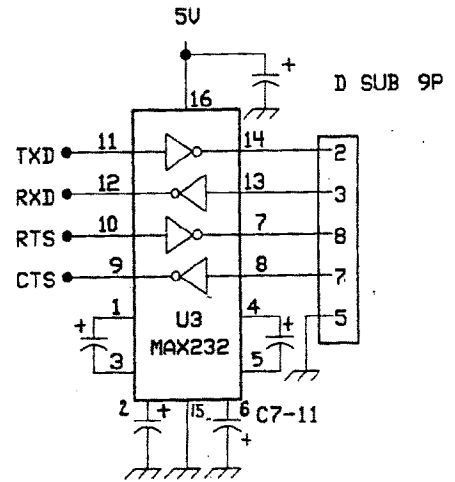 5V
+
D SUB 9P
16
TXD 11 14 2
RXD 12 13 3
RTS 10 7 8
CTS 9 8 7
1 4 5
+ U3 +
MAX232
3 5
2 + 15 6 C7-11
+